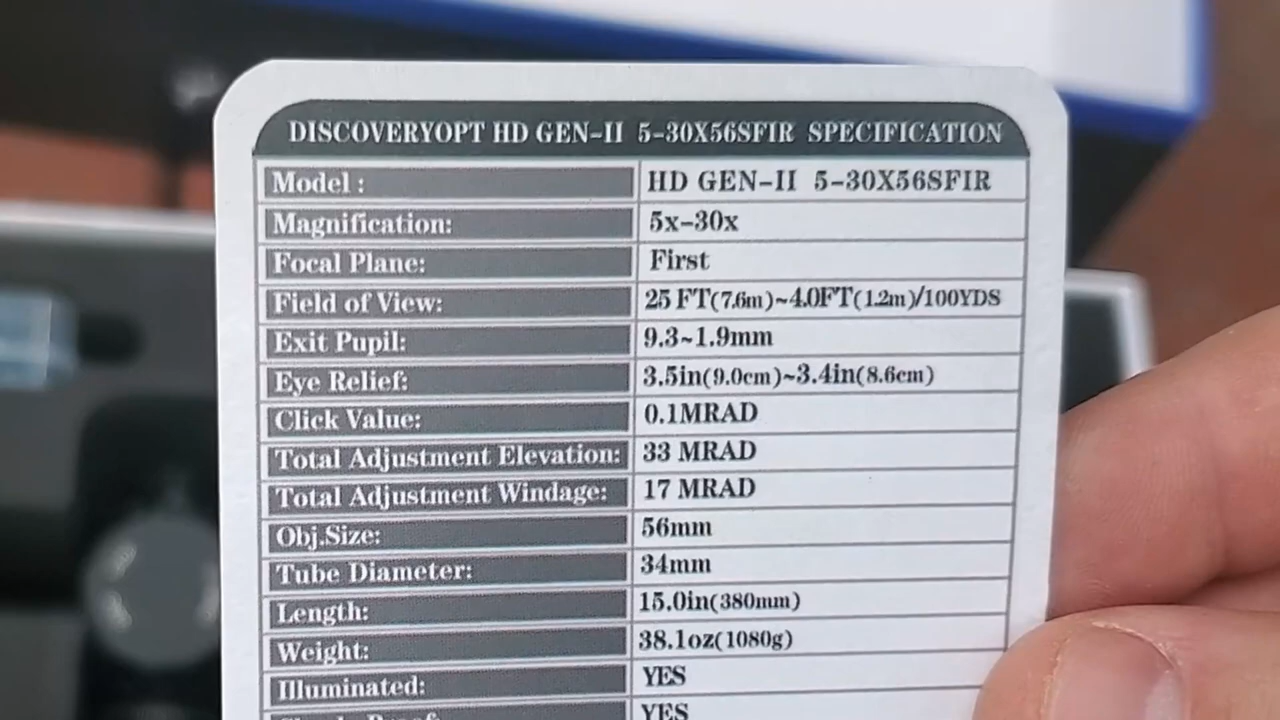 DISCOVERYOPT HD GEN-II 5-30X56SFIR SPECIFICATION
Model : HD GEN-II 5-30X56SFIR
Magnification: 5x-30x
Focal Plane: First
Field of View: 25 FT(7.6m)~4.0FT(1.2m)/100YDS
Exit Pupil: 9.3~1.9mm
Eye Relief: 3.5in(9.0cm)~3.4in(8.6cm)
Click Value: 0.1MRAD
Total Adjustment Elevation: 33 MRAD
Total Adjustment Windage: 17 MRAD
Obj.Size: 56mm
Tube Diameter: 34mm
Length: 15.0in(380mm)
Weight: 38.1oz(1080g)
Illuminated: YES
YES